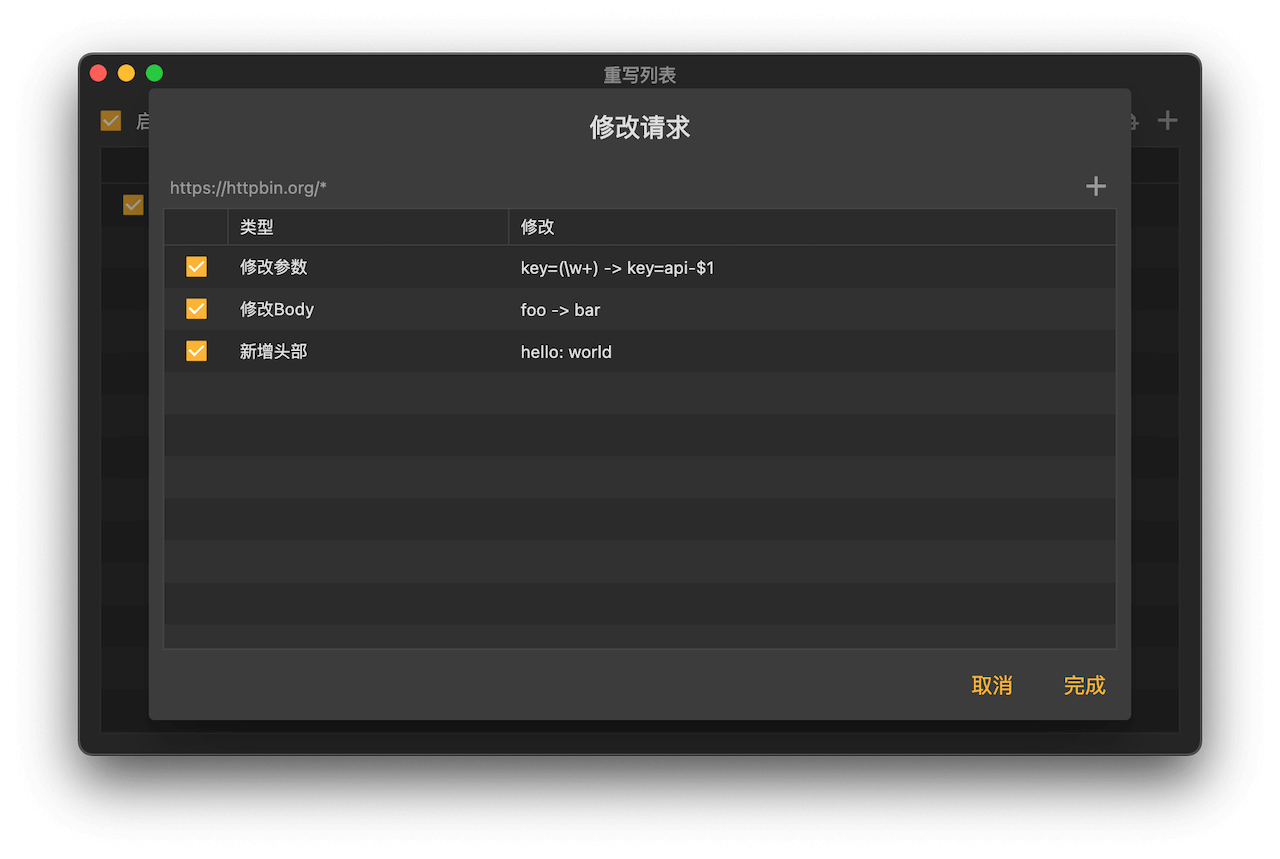 重写列表
启
修改请求
https://httpbin.org/*
类型 修改
修改参数 key=(\w+) -> key=api-$1
修改Body foo -> bar
新增头部 hello: world
取消 完成